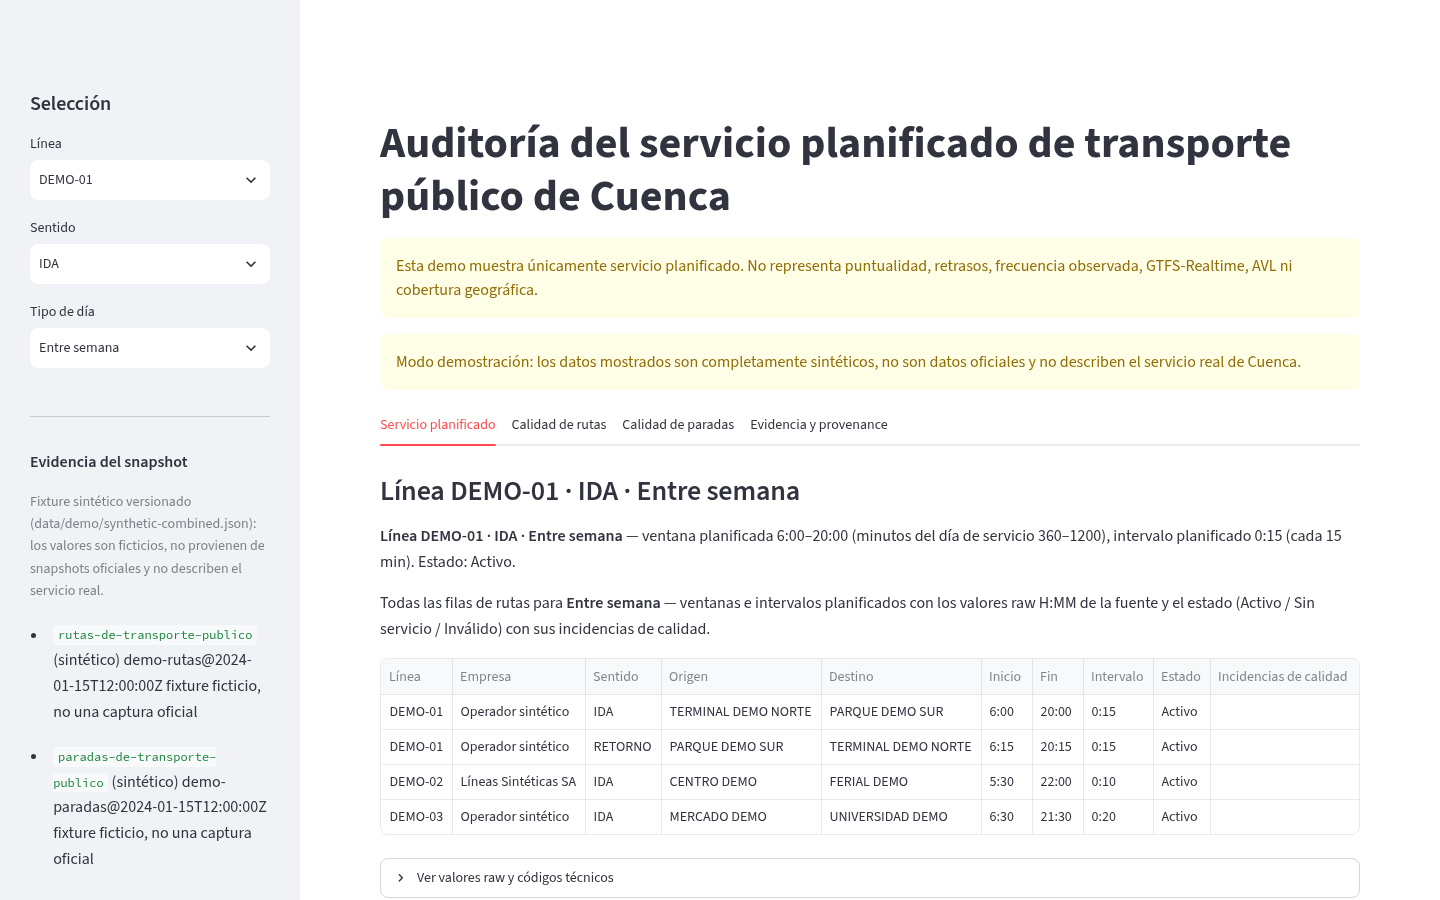 Selección
Línea
DEMO-01
Sentido
IDA
Tipo de día
Entre semana
Evidencia del snapshot
Fixture sintético versionado
(data/demo/synthetic-combined.json):
los valores son ficticios, no provienen de
snapshots oficiales y no describen el
servicio real.
rutas-de-transporte-publico
(sintético) demo-rutas@2024-
01-15T12:00:00Z fixture ficticio,
no una captura oficial
paradas-de-transporte-
publico (sintético) demo-
paradas@2024-01-15T12:00:00Z
fixture ficticio, no una captura
oficial
Auditoría del servicio planificado de transporte
público de Cuenca
Esta demo muestra únicamente servicio planificado. No representa puntualidad, retrasos, frecuencia observada, GTFS-Realtime, AVL ni
cobertura geográfica.
Modo demostración: los datos mostrados son completamente sintéticos, no son datos oficiales y no describen el servicio real de Cuenca.
Servicio planificado Calidad de rutas Calidad de paradas Evidencia y provenance
Línea DEMO-01 · IDA · Entre semana
Línea DEMO-01 · IDA · Entre semana — ventana planificada 6:00–20:00 (minutos del día de servicio 360–1200), intervalo planificado 0:15 (cada 15
min). Estado: Activo.
Todas las filas de rutas para Entre semana — ventanas e intervalos planificados con los valores raw H:MM de la fuente y el estado (Activo / Sin
servicio / Inválido) con sus incidencias de calidad.
Línea Empresa Sentido Origen Destino Inicio Fin Intervalo Estado Incidencias de calidad
DEMO-01 Operador sintético IDA TERMINAL DEMO NORTE PARQUE DEMO SUR 6:00 20:00 0:15 Activo
DEMO-01 Operador sintético RETORNO PARQUE DEMO SUR TERMINAL DEMO NORTE 6:15 20:15 0:15 Activo
DEMO-02 Líneas Sintéticas SA IDA CENTRO DEMO FERIAL DEMO 5:30 22:00 0:10 Activo
DEMO-03 Operador sintético IDA MERCADO DEMO UNIVERSIDAD DEMO 6:30 21:30 0:20 Activo
Ver valores raw y códigos técnicos